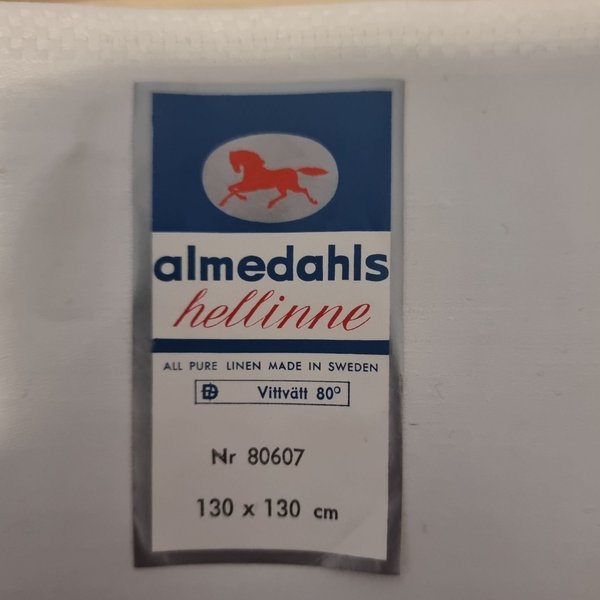 almedahls
hellinne
ALL PURE LINEN MADE IN SWEDEN
Vittvätt 80°
Nr 80607
130 x 130 cm